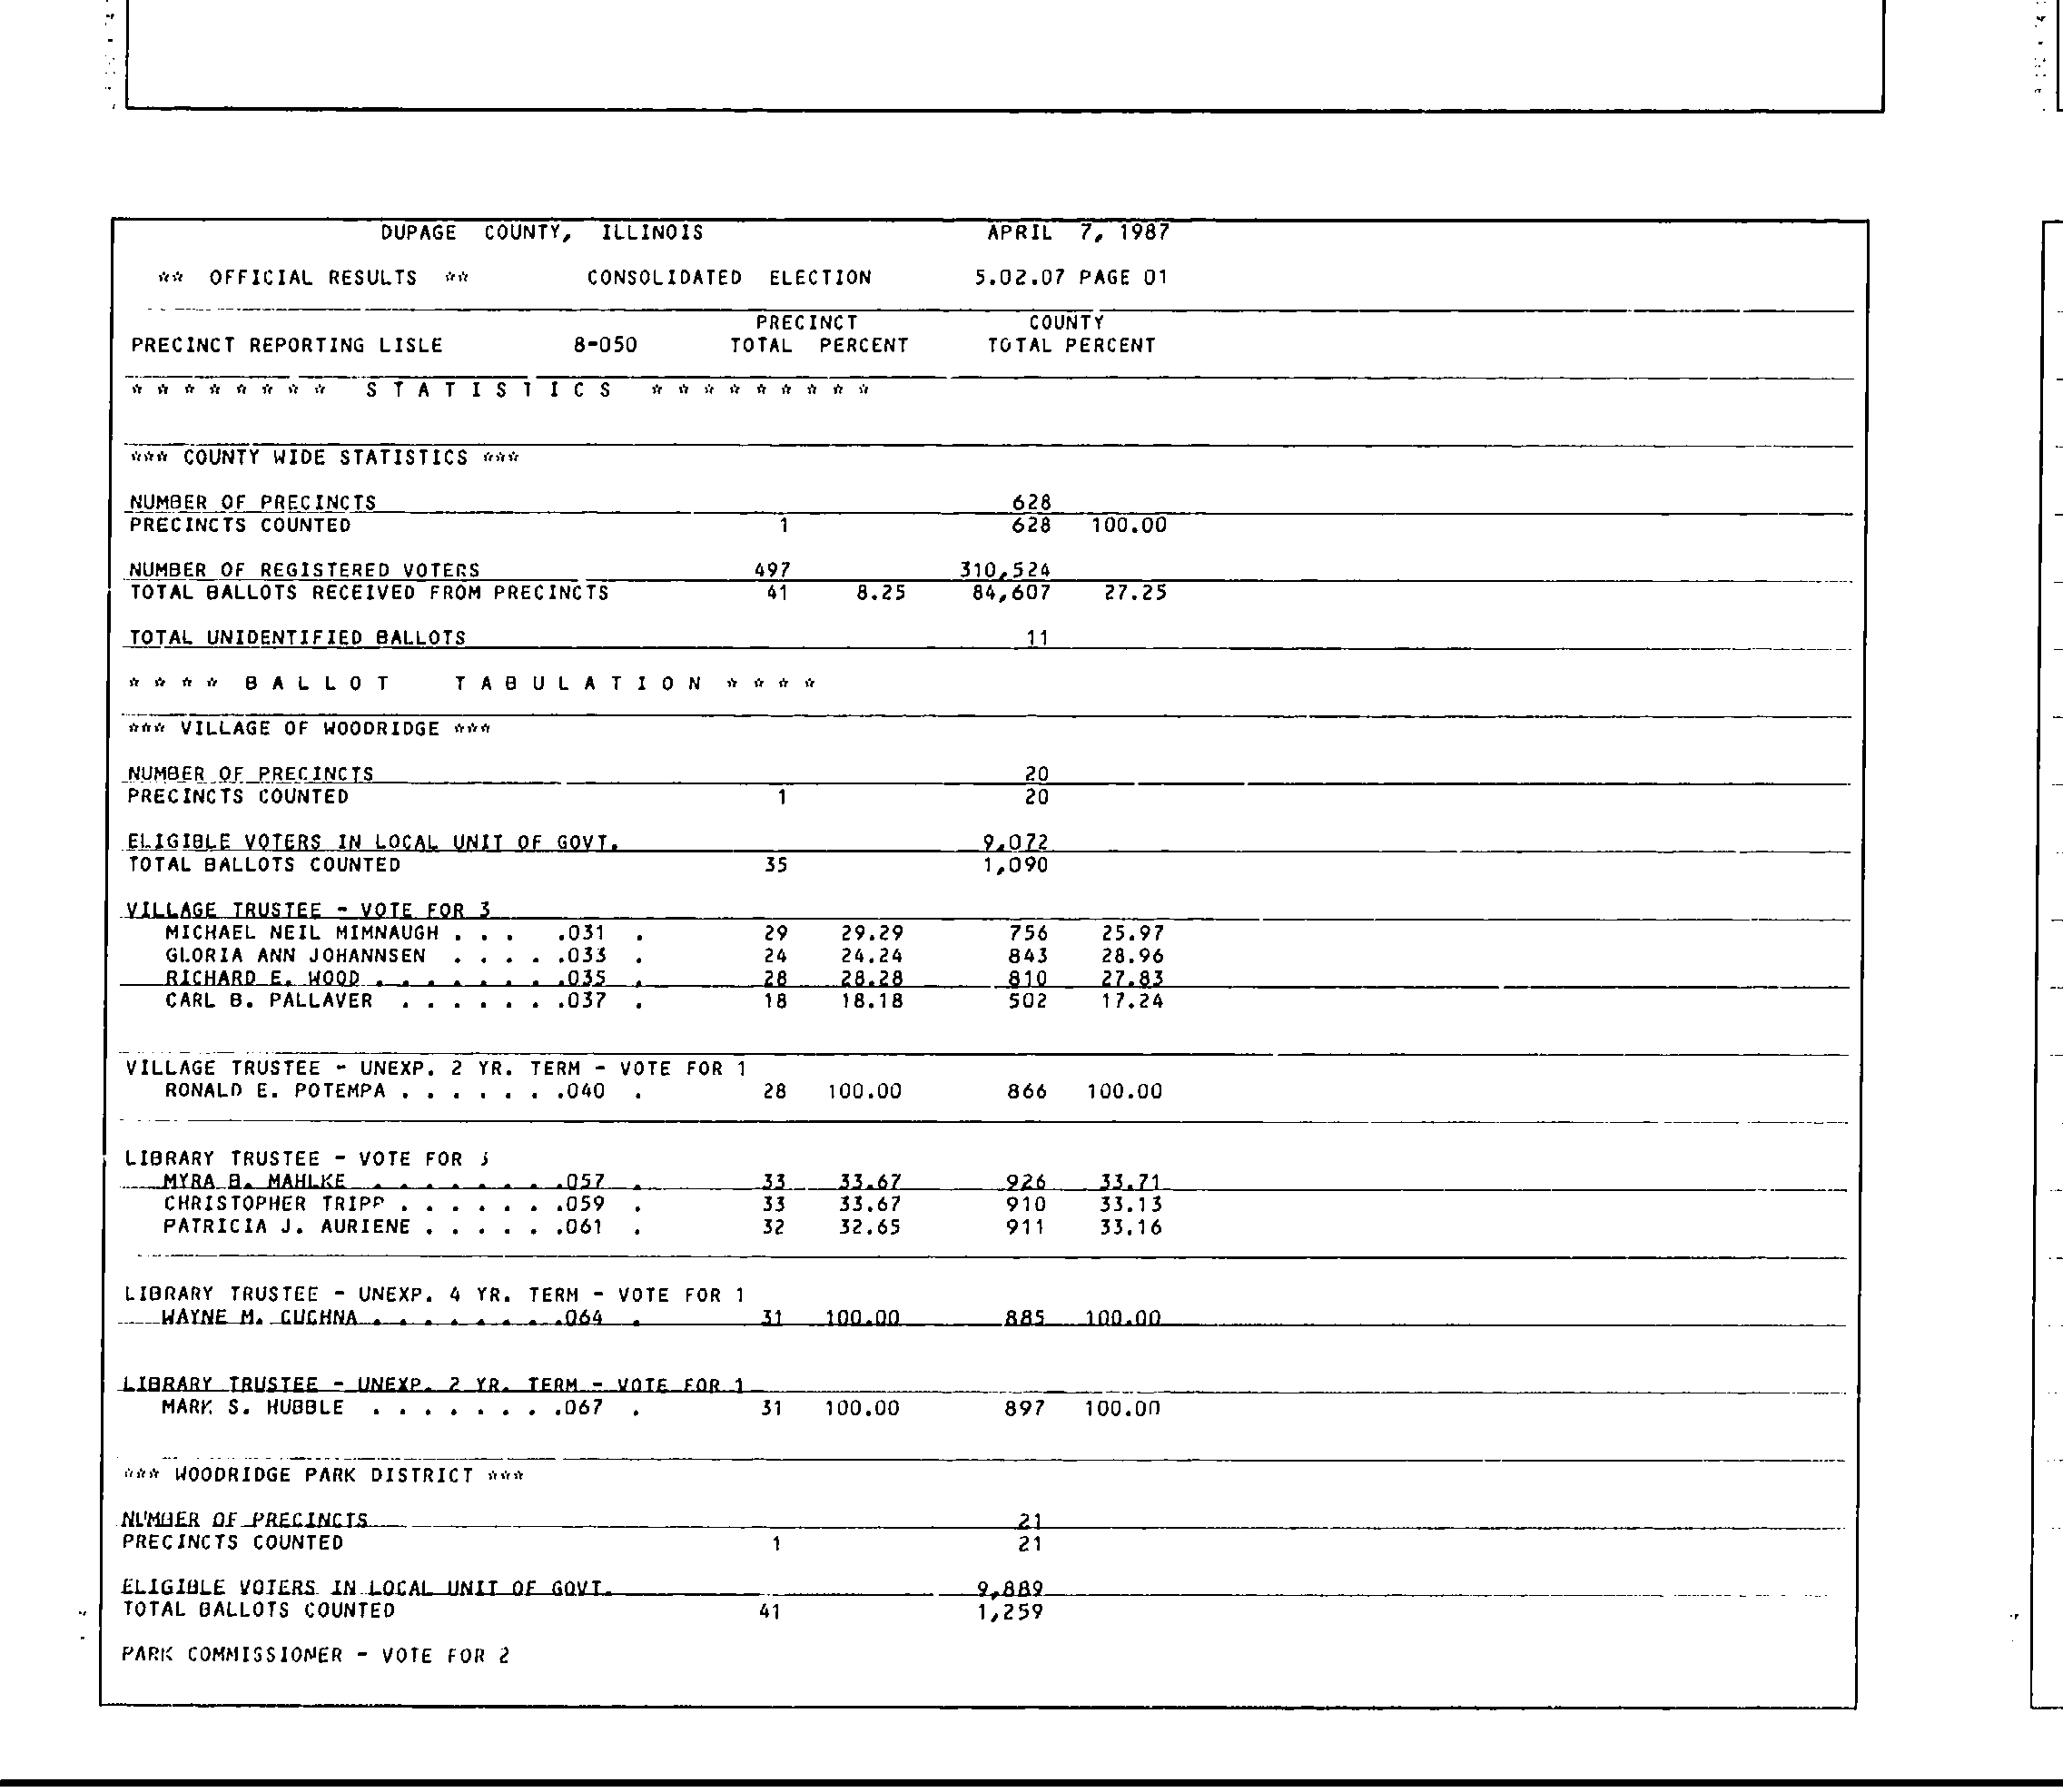 DUPAGE COUNTY, ILLINOIS APRIL 7, 1987
** OFFICIAL RESULTS ** CONSOLIDATED ELECTION 5.02.07 PAGE 01
PRECINCT COUNTY
PRECINCT REPORTING LISLE 8-050 TOTAL PERCENT TOTAL PERCENT
* * * * * * * * S T A T I S T I C S * * * * * * * * *
*** COUNTY WIDE STATISTICS ***
NUMBER OF PRECINCTS 628
PRECINCTS COUNTED 1 628 100.00
NUMBER OF REGISTERED VOTERS 497 310,524
TOTAL BALLOTS RECEIVED FROM PRECINCTS 41 8.25 84,607 27.25
TOTAL UNIDENTIFIED BALLOTS 11
* * * * B A L L O T T A B U L A T I O N * * * *
*** VILLAGE OF WOODRIDGE ***
NUMBER OF PRECINCTS 20
PRECINCTS COUNTED 1 20
ELIGIBLE VOTERS IN LOCAL UNIT OF GOVT. 9,072
TOTAL BALLOTS COUNTED 35 1,090
VILLAGE TRUSTEE - VOTE FOR 3
MICHAEL NEIL MIMNAUGH . . . .031 . 29 29.29 756 25.97
GLORIA ANN JOHANNSEN . . . . .033 . 24 24.24 843 28.96
RICHARD E. WOOD . . . . . . . .035 . 28 28.28 810 27.83
CARL B. PALLAVER . . . . . . .037 . 18 18.18 502 17.24
VILLAGE TRUSTEE - UNEXP. 2 YR. TERM - VOTE FOR 1
RONALD E. POTEMPA . . . . . . .040 . 28 100.00 866 100.00
LIBRARY TRUSTEE - VOTE FOR 3
MYRA B. MAHLKE . . . . . . . .057 . 33 33.67 926 33.71
CHRISTOPHER TRIPP . . . . . . .059 . 33 33.67 910 33.13
PATRICIA J. AURIENE . . . . . .061 . 32 32.65 911 33.16
LIBRARY TRUSTEE - UNEXP. 4 YR. TERM - VOTE FOR 1
WAYNE M. CUCHNA . . . . . . . .064 . 31 100.00 885 100.00
LIBRARY TRUSTEE - UNEXP. 2 YR. TERM - VOTE FOR 1
MARK S. HUBBLE . . . . . . . .067 . 31 100.00 897 100.00
*** WOODRIDGE PARK DISTRICT ***
NUMBER OF PRECINCTS 21
PRECINCTS COUNTED 1 21
ELIGIBLE VOTERS IN LOCAL UNIT OF GOVT. 9,889
TOTAL BALLOTS COUNTED 41 1,259
PARK COMMISSIONER - VOTE FOR 2